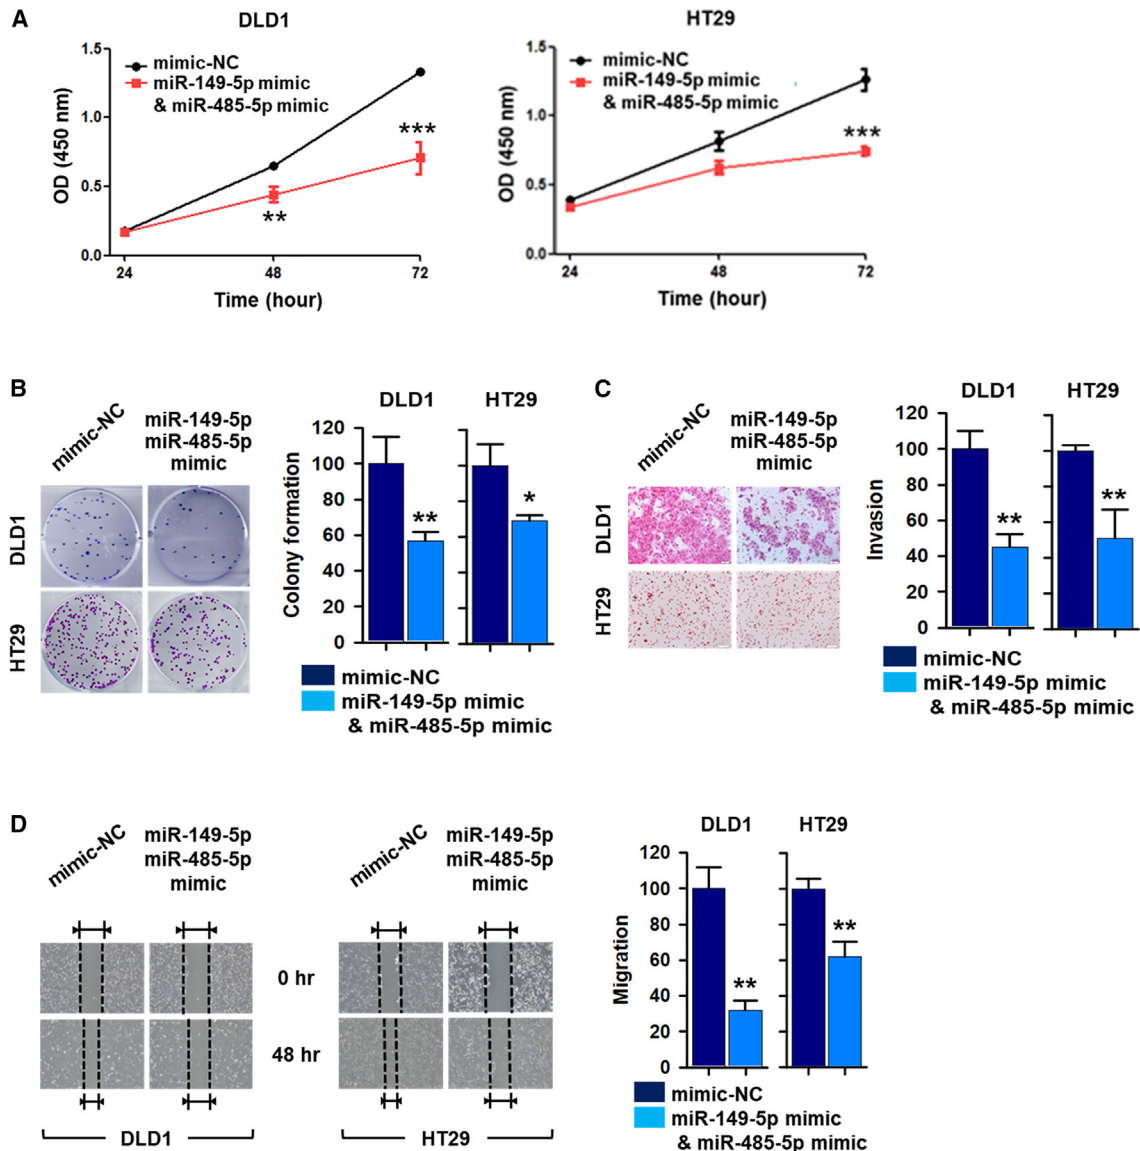 A
DLD1
1.5
1.0
0.5
0.0
OD (450 nm)
mimic-NC
miR-149-5p mimic
& miR-485-5p mimic
**
***
24
48
72
Time (hour)
HT29
1.5
1.0
0.5
0.0
OD (450 nm)
mimic-NC
miR-149-5p mimic
& miR-485-5p mimic
***
24
48
72
Time (hour)
B
mimic-NC
miR-149-5p
miR-485-5p
mimic
DLD1
HT29
DLD1
HT29
Colony formation
120
100
80
60
40
20
0
**
*
mimic-NC
miR-149-5p mimic
& miR-485-5p mimic
C
mimic-NC
miR-149-5p
miR-485-5p
mimic
DLD1
HT29
DLD1
HT29
Invasion
120
100
80
60
40
20
0
**
**
mimic-NC
miR-149-5p mimic
& miR-485-5p mimic
D
mimic-NC
miR-149-5p
miR-485-5p
mimic
mimic-NC
miR-149-5p
miR-485-5p
mimic
0 hr
48 hr
DLD1
HT29
DLD1
HT29
Migration
120
100
80
60
40
20
0
**
**
mimic-NC
miR-149-5p mimic
& miR-485-5p mimic